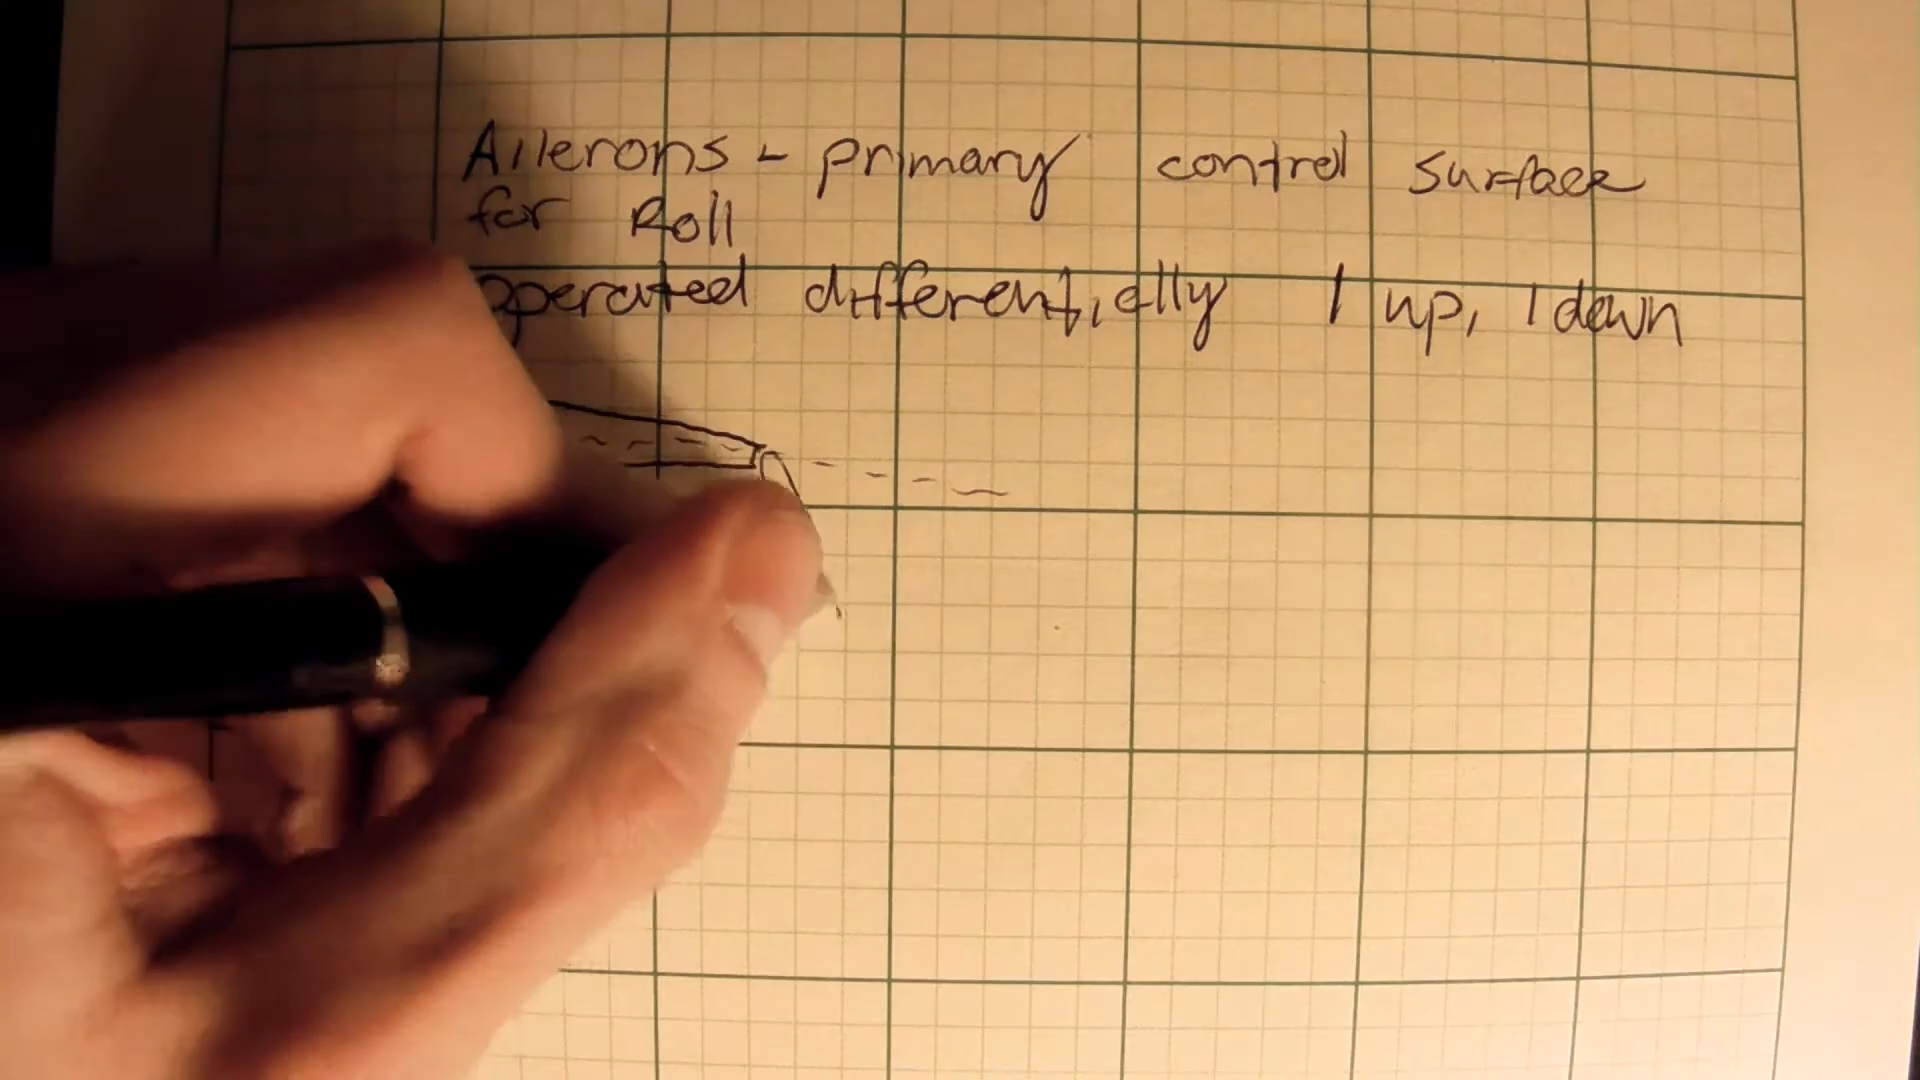 Ailerons - primary control surface
for Roll
operated differentially 1 up, 1 down